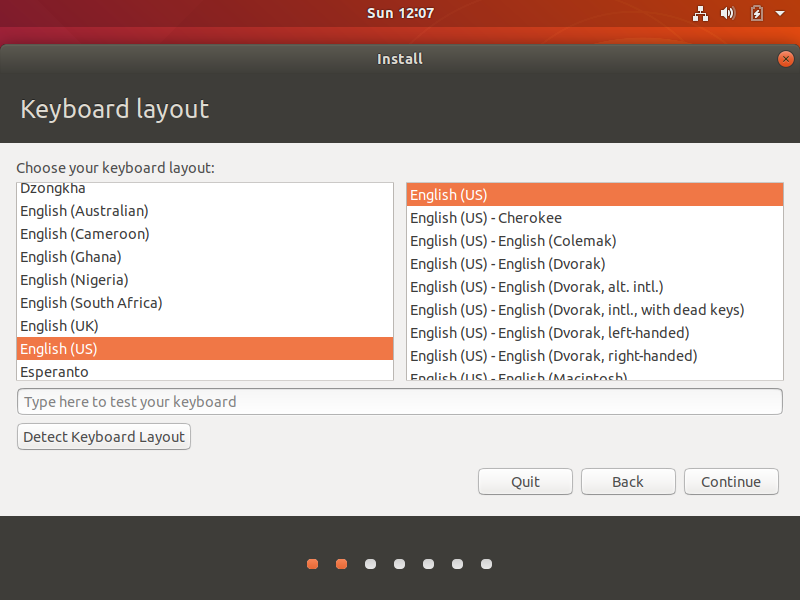 Sun 12:07
Install
Keyboard layout
Choose your keyboard layout:
Dzongkha
English (Australian)
English (Cameroon)
English (Ghana)
English (Nigeria)
English (South Africa)
English (UK)
English (US)
Esperanto
English (US)
English (US) - Cherokee
English (US) - English (Colemak)
English (US) - English (Dvorak)
English (US) - English (Dvorak, alt. intl.)
English (US) - English (Dvorak, intl., with dead keys)
English (US) - English (Dvorak, left-handed)
English (US) - English (Dvorak, right-handed)
English (US) - English (Macintosh)
Type here to test your keyboard
Detect Keyboard Layout
Quit
Back
Continue